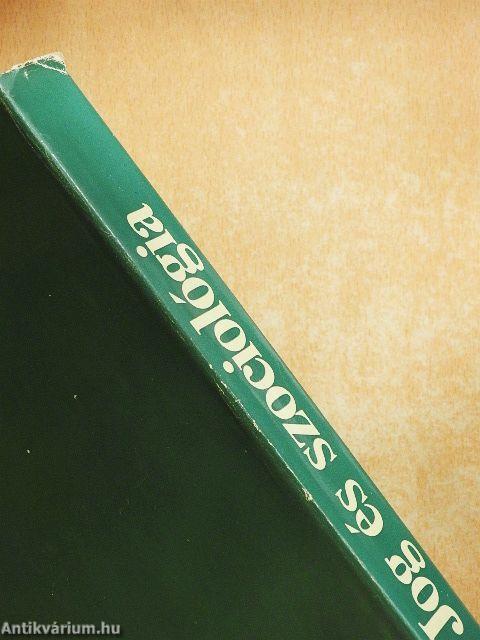 Jog és szociológia
Antikvárium.hu